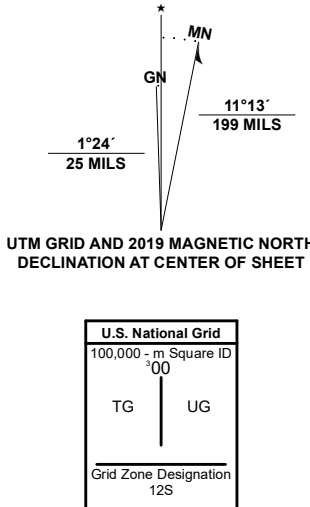 ★
MN
GN
1°24´
25 MILS
11°13´
199 MILS
UTM GRID AND 2019 MAGNETIC NORTH
DECLINATION AT CENTER OF SHEET
U.S. National Grid
100,000 - m Square ID
³00
TG UG
Grid Zone Designation
12S